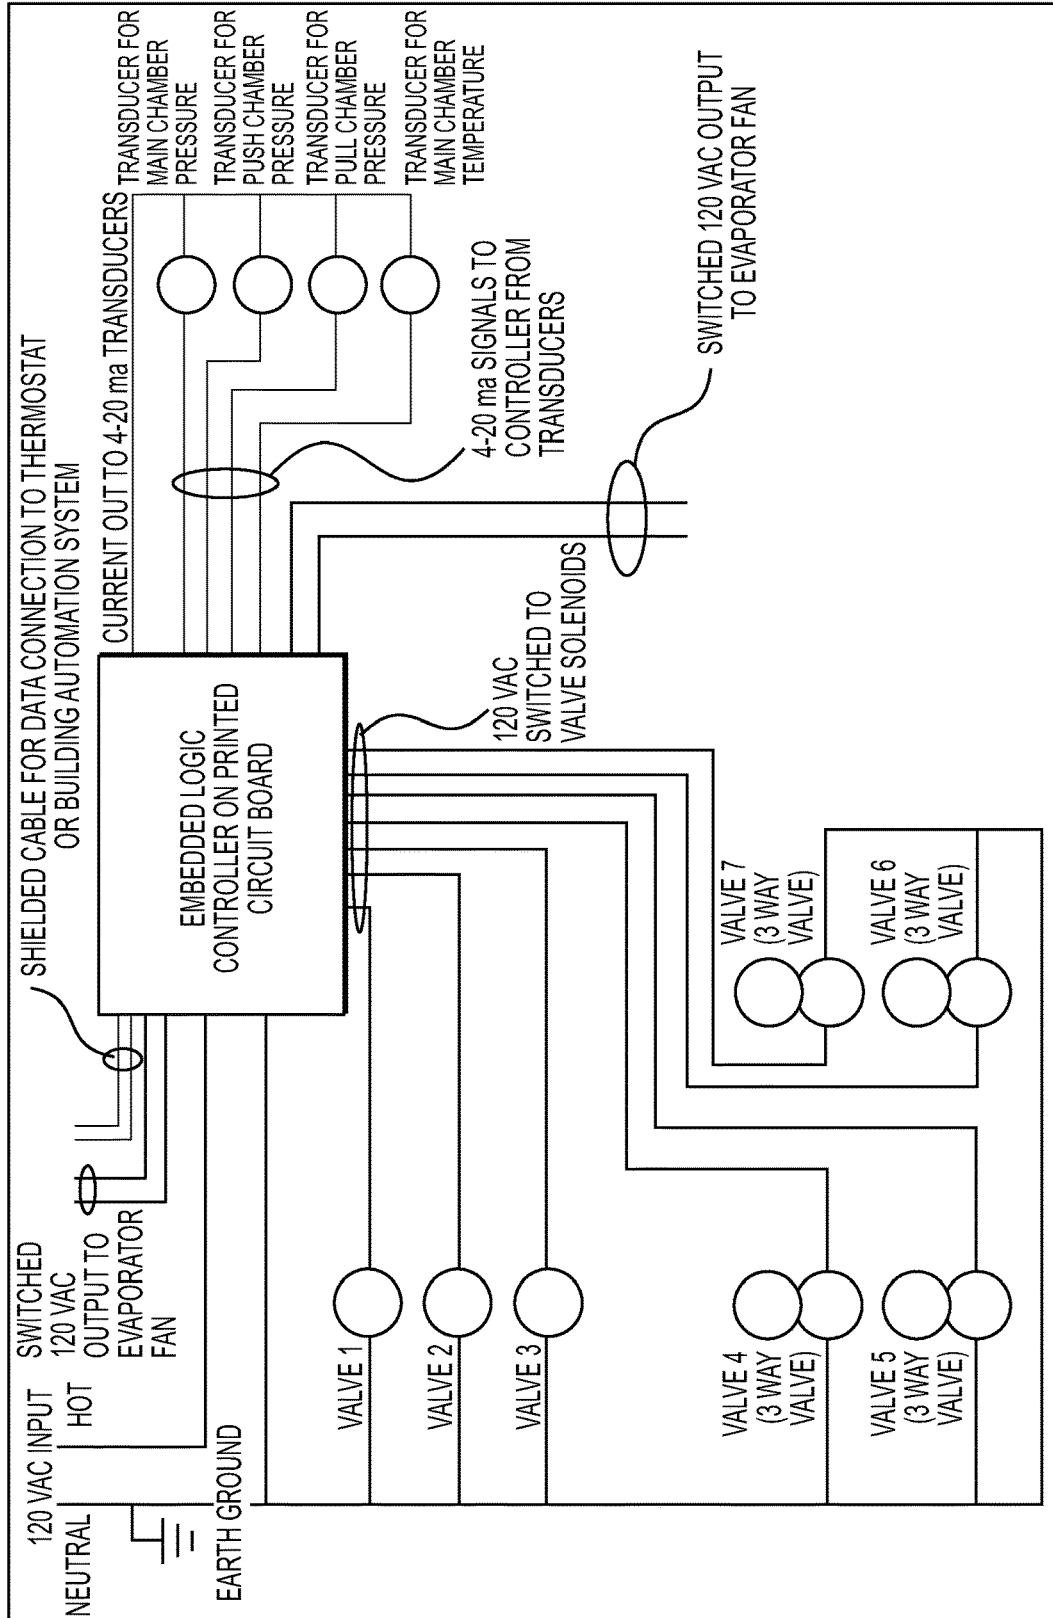 120 VAC INPUT
NEUTRAL
HOT
EARTH GROUND
SWITCHED
120 VAC
OUTPUT TO
EVAPORATOR
FAN
SHIELDED CABLE FOR DATA CONNECTION TO THERMOSTAT
OR BUILDING AUTOMATION SYSTEM
EMBEDDED LOGIC
CONTROLLER ON PRINTED
CIRCUIT BOARD
CURRENT OUT TO 4-20 ma TRANSDUCERS
TRANSDUCER FOR
MAIN CHAMBER
PRESSURE
TRANSDUCER FOR
PUSH CHAMBER
PRESSURE
TRANSDUCER FOR
PULL CHAMBER
PRESSURE
TRANSDUCER FOR
MAIN CHAMBER
TEMPERATURE
4-20 ma SIGNALS TO
CONTROLLER FROM
TRANSDUCERS
120 VAC
SWITCHED TO
VALVE SOLENOIDS
SWITCHED 120 VAC OUTPUT
TO EVAPORATOR FAN
VALVE 1
VALVE 2
VALVE 3
VALVE 4
(3 WAY
VALVE)
VALVE 5
(3 WAY
VALVE)
VALVE 7
(3 WAY
VALVE)
VALVE 6
(3 WAY
VALVE)